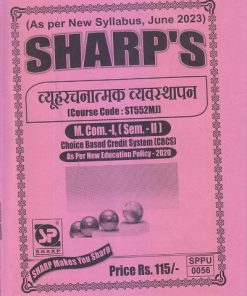 (As per New Syllabus, June 2023)
SHARP'S
व्यूहरचनात्मक व्यवस्थापन
(Course Code : ST552MJ)
M. Com. -I, ( Sem. - II )
Choice Based Credit System (CBCS)
As Per New Education Policy - 2020
SP
SHARP
SHARP Makes You Sharp
Price Rs. 115/-
SPPU
0056